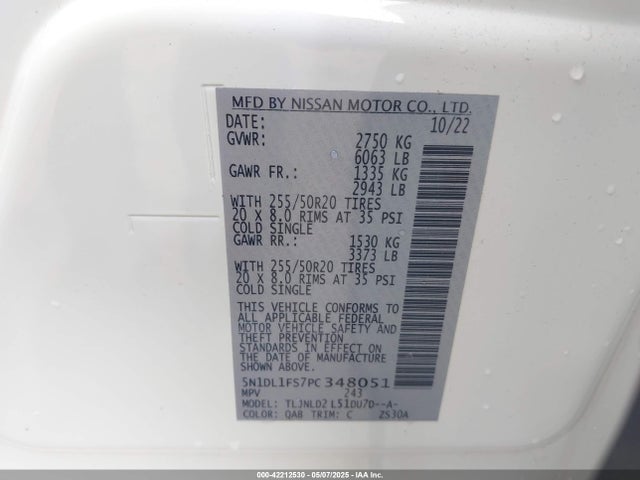 MFD BY NISSAN MOTOR CO., LTD.
DATE: 10/22
GVWR: 2750 KG
6063 LB
GAWR FR.: 1335 KG
2943 LB
WITH 255/50R20 TIRES
20 X 8.0 RIMS AT 35 PSI
COLD SINGLE
GAWR RR.: 1530 KG
3373 LB
WITH 255/50R20 TIRES
20 X 8.0 RIMS AT 35 PSI
COLD SINGLE
THIS VEHICLE CONFORMS TO
ALL APPLICABLE FEDERAL
MOTOR VEHICLE SAFETY AND
THEFT PREVENTION
STANDARDS IN EFFECT ON
THE DATE OF MANUFACTURE
SHOWN ABOVE.
5N1DL1FS7PC348051
MPV 243
MODEL: TLJNLD2 L51DU7D--A-
COLOR: QAB TRIM: C ZS30A
000-42212530 - 05/07/2025 - IAAI.CA